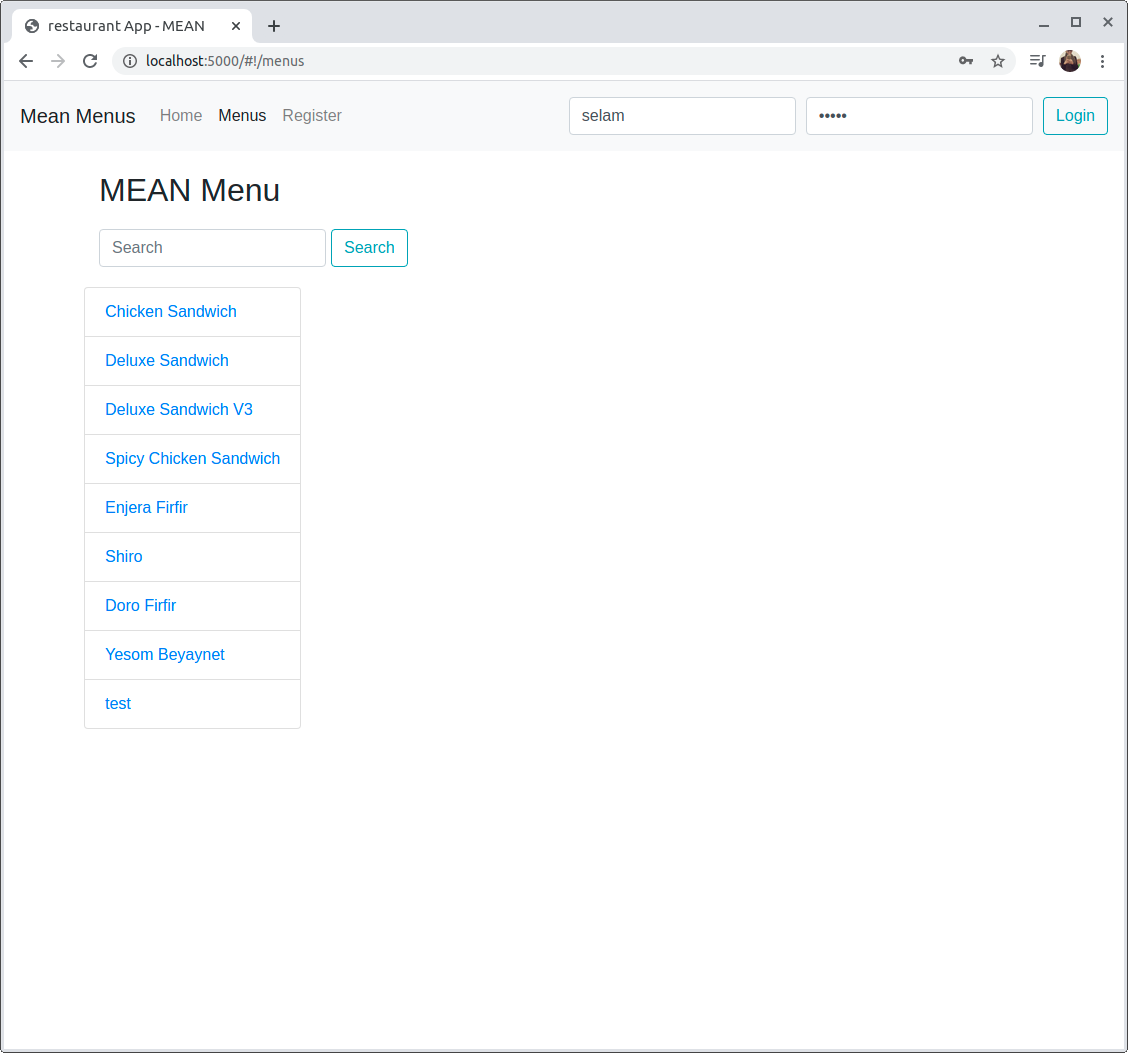 restaurant App - MEAN
localhost:5000/#!/menus
Mean Menus Home Menus Register selam ••••• Login
MEAN Menu
Search Search
Chicken Sandwich
Deluxe Sandwich
Deluxe Sandwich V3
Spicy Chicken Sandwich
Enjera Firfir
Shiro
Doro Firfir
Yesom Beyaynet
test